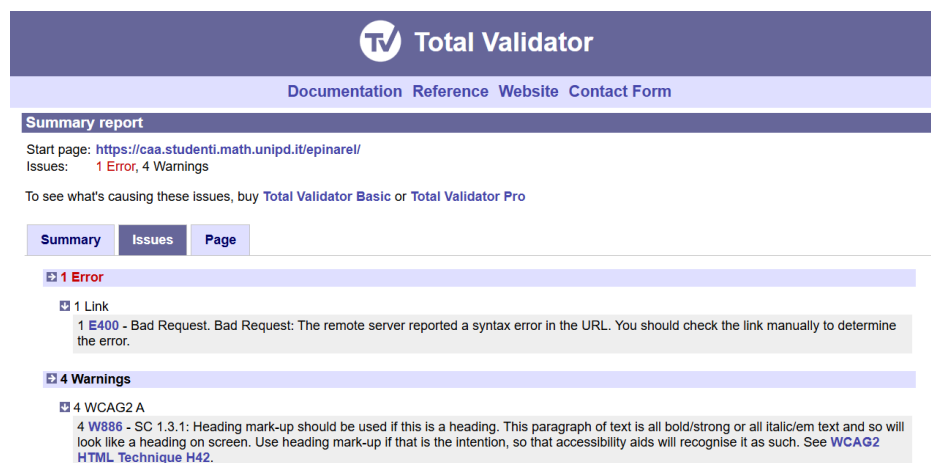 TV Total Validator
Documentation Reference Website Contact Form
Summary report
Start page: https://caa.studenti.math.unipd.it/epinarel/
Issues: 1 Error, 4 Warnings
To see what's causing these issues, buy Total Validator Basic or Total Validator Pro
Summary Issues Page
1 Error
1 Link
1 E400 - Bad Request. Bad Request: The remote server reported a syntax error in the URL. You should check the link manually to determine
the error.
4 Warnings
4 WCAG2 A
4 W886 - SC 1.3.1: Heading mark-up should be used if this is a heading. This paragraph of text is all bold/strong or all italic/em text and so will
look like a heading on screen. Use heading mark-up if that is the intention, so that accessibility aids will recognise it as such. See WCAG2
HTML Technique H42.